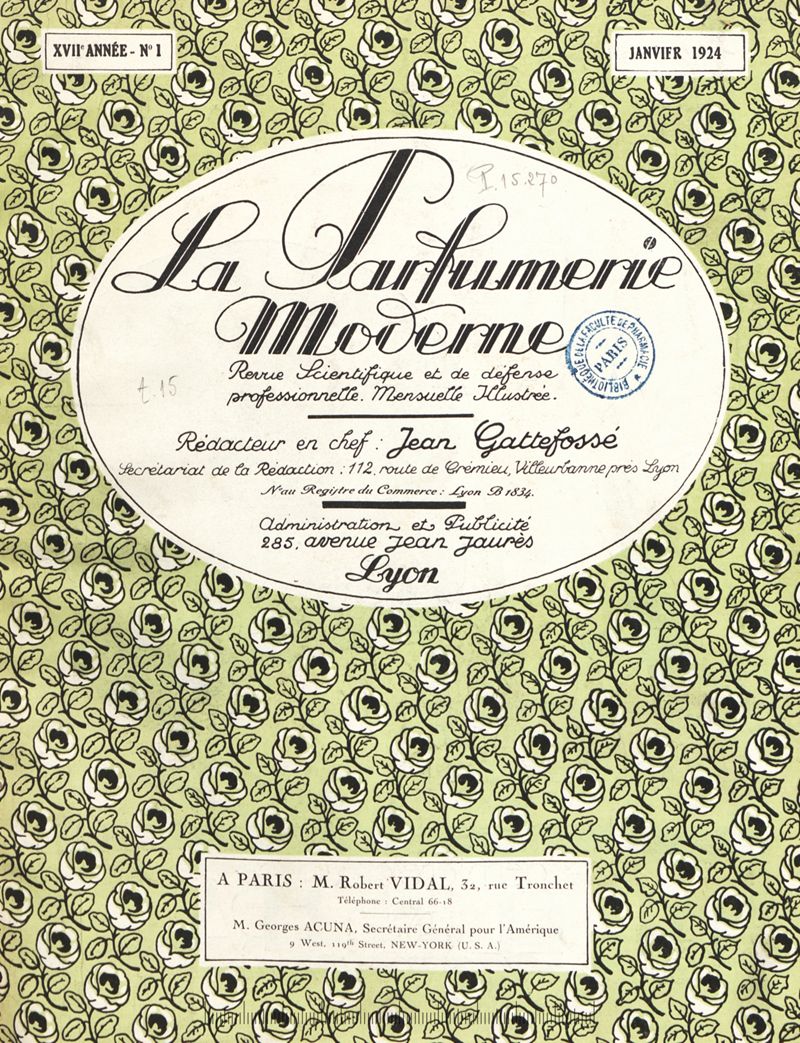 XVIIᵉ ANNÉE - Nº 1
JANVIER 1924
P. 15.270
La Parfumerie
Moderne
Revue Scientifique et de défense
professionnelle. Mensuelle Illustrée.
BIBLIOTHÈQUE DE LA FACULTÉ DE PHARMACIE
PARIS
t. 15
Rédacteur en chef : Jean Gattefossé
Secrétariat de la Rédaction : 112, route de Crémieu, Villeurbanne près Lyon
Nº au Registre du Commerce : Lyon B 1834.
Administration et Publicité
285, avenue Jean Jaurès
Lyon
A PARIS : M. Robert VIDAL, 32, rue Tronchet
Téléphone : Central 66-18
M. Georges ACUNA, Secrétaire Général pour l'Amérique
9 West, 119th Street, NEW-YORK (U. S. A.)